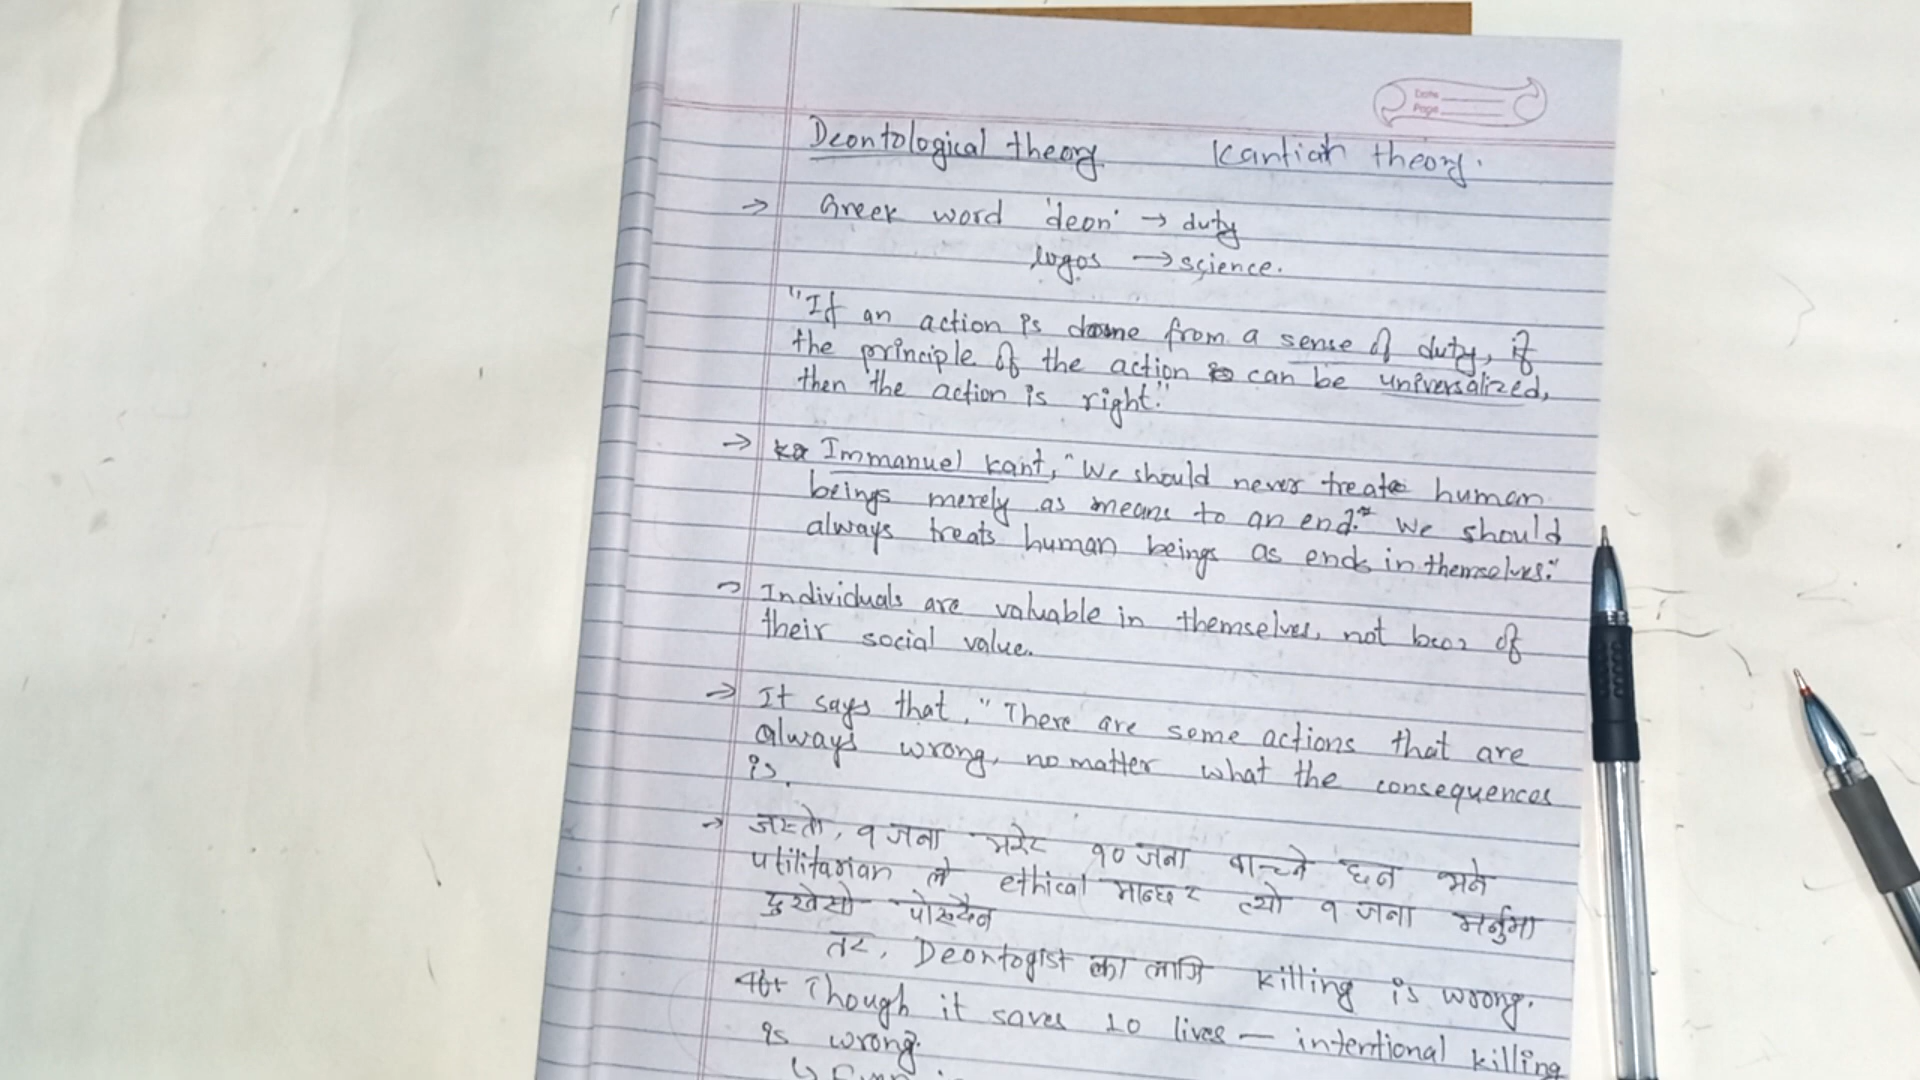 Date
Page
Deontological theory   Kantian theory.
→ Greek word 'deon' → duty
logos → science.
"If an action is done from a sense of duty, if
the principle of the action can be universalized,
then the action is right."
→ Immanuel Kant, "We should never treat human
beings merely as means to an end." We should
always treats human beings as ends in themselves."
→ Individuals are valuable in themselves, not bcoz of
their social value.
→ It says that, "There are some actions that are
always wrong, no matter what the consequences
is.
→ जस्तो, १ जना मरेर १० जना बाच्ने छन भने
utilitarian ले ethical मान्छ र त्यो १ जना मर्नुमा
तर, Deontogist का लागि killing is wrong.
Though it saves 10 lives — intentional killing
is wrong.